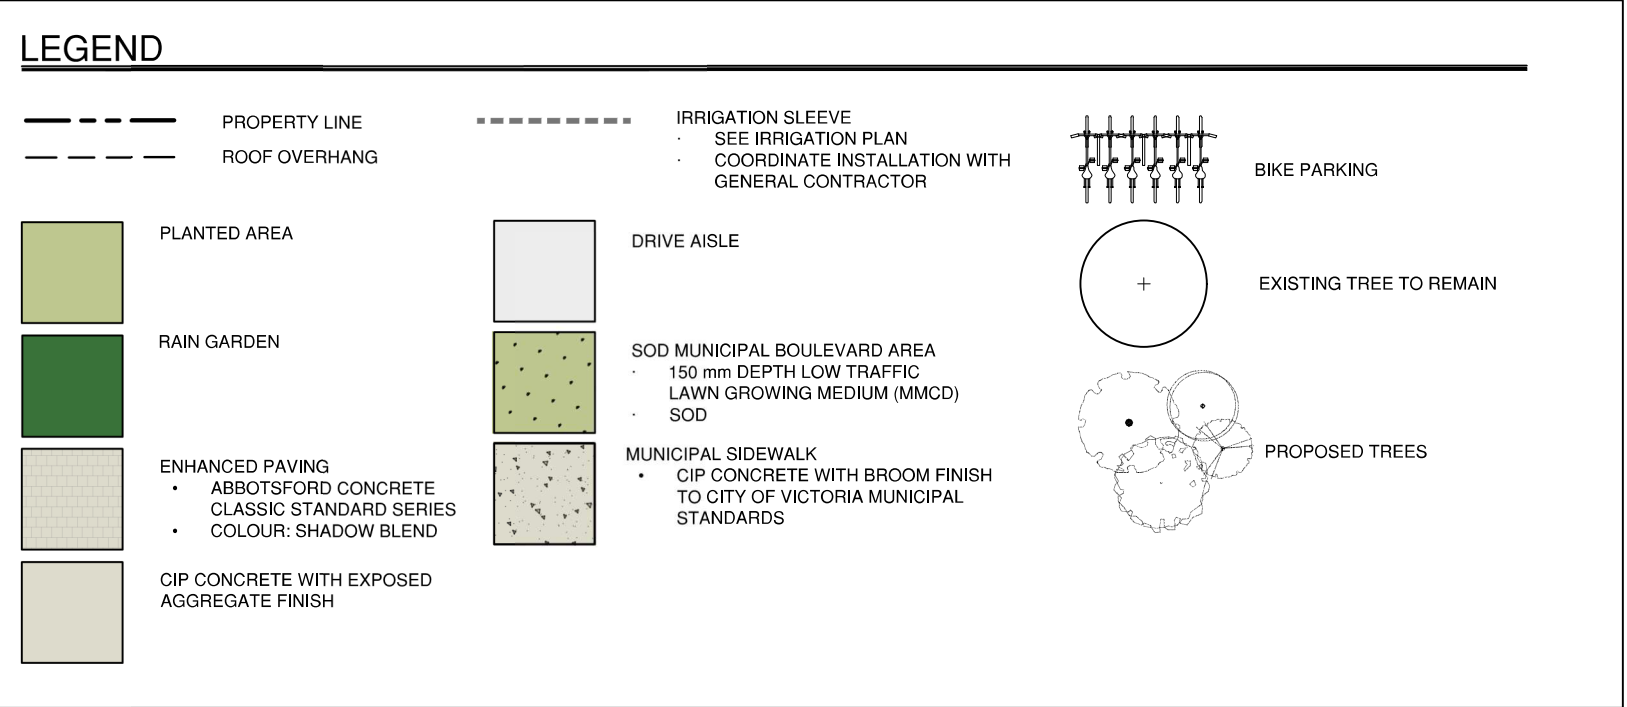 LEGEND
PROPERTY LINE
ROOF OVERHANG
PLANTED AREA
RAIN GARDEN
ENHANCED PAVING
• ABBOTSFORD CONCRETE
CLASSIC STANDARD SERIES
• COLOUR: SHADOW BLEND
CIP CONCRETE WITH EXPOSED
AGGREGATE FINISH
IRRIGATION SLEEVE
· SEE IRRIGATION PLAN
· COORDINATE INSTALLATION WITH
GENERAL CONTRACTOR
DRIVE AISLE
SOD MUNICIPAL BOULEVARD AREA
· 150 mm DEPTH LOW TRAFFIC
LAWN GROWING MEDIUM (MMCD)
· SOD
MUNICIPAL SIDEWALK
• CIP CONCRETE WITH BROOM FINISH
TO CITY OF VICTORIA MUNICIPAL
STANDARDS
BIKE PARKING
EXISTING TREE TO REMAIN
PROPOSED TREES